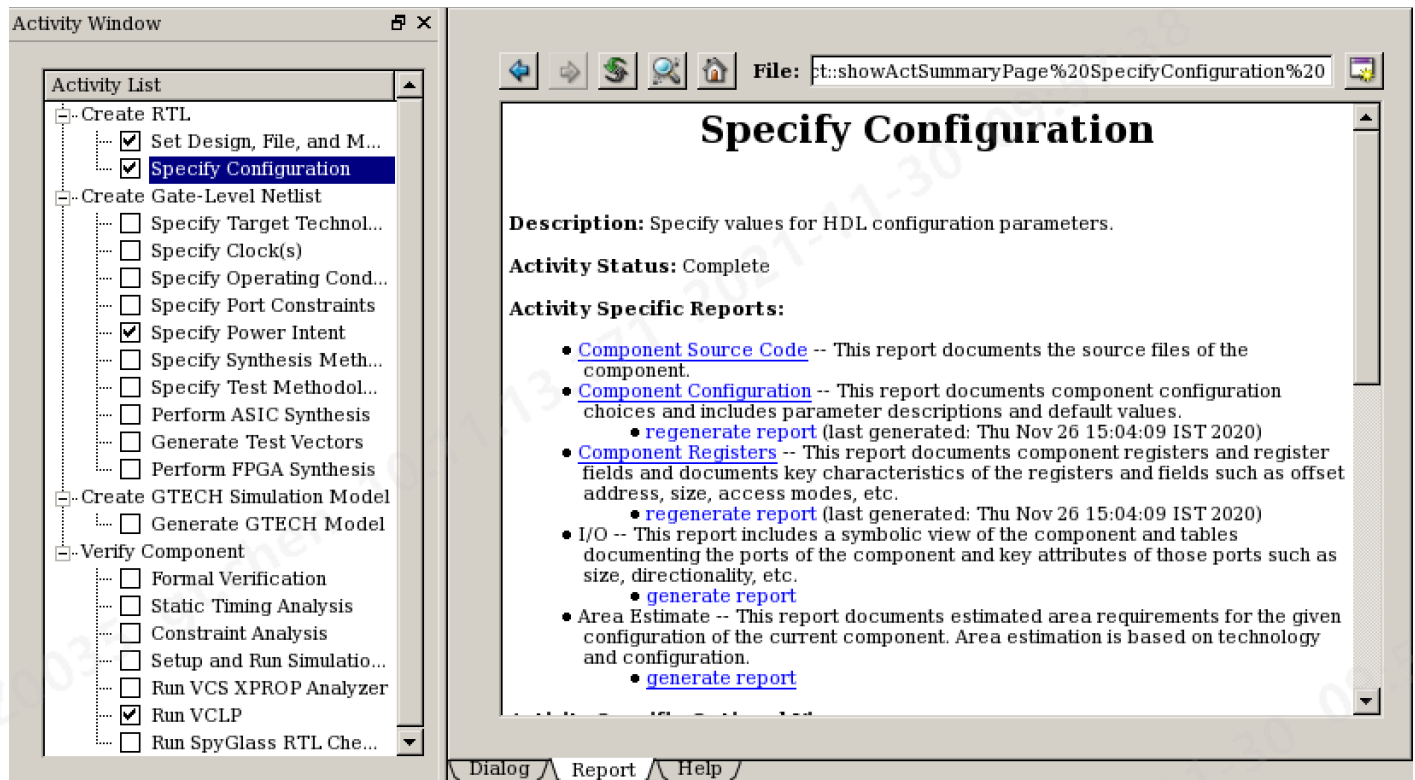 Activity Window
Activity List
Create RTL
Set Design, File, and M...
Specify Configuration
Create Gate-Level Netlist
Specify Target Technol...
Specify Clock(s)
Specify Operating Cond...
Specify Port Constraints
Specify Power Intent
Specify Synthesis Meth...
Specify Test Methodol...
Perform ASIC Synthesis
Generate Test Vectors
Perform FPGA Synthesis
Create GTECH Simulation Model
Generate GTECH Model
Verify Component
Formal Verification
Static Timing Analysis
Constraint Analysis
Setup and Run Simulatio...
Run VCS XPROP Analyzer
Run VCLP
Run SpyGlass RTL Che...
File: ct::showActSummaryPage%20SpecifyConfiguration%20
Specify Configuration
Description: Specify values for HDL configuration parameters.
Activity Status: Complete
Activity Specific Reports:
Component Source Code -- This report documents the source files of the
component.
Component Configuration -- This report documents component configuration
choices and includes parameter descriptions and default values.
regenerate report (last generated: Thu Nov 26 15:04:09 IST 2020)
Component Registers -- This report documents component registers and register
fields and documents key characteristics of the registers and fields such as offset
address, size, access modes, etc.
regenerate report (last generated: Thu Nov 26 15:04:09 IST 2020)
I/O -- This report includes a symbolic view of the component and tables
documenting the ports of the component and key attributes of those ports such as
size, directionality, etc.
generate report
Area Estimate -- This report documents estimated area requirements for the given
configuration of the current component. Area estimation is based on technology
and configuration.
generate report
Dialog
Report
Help